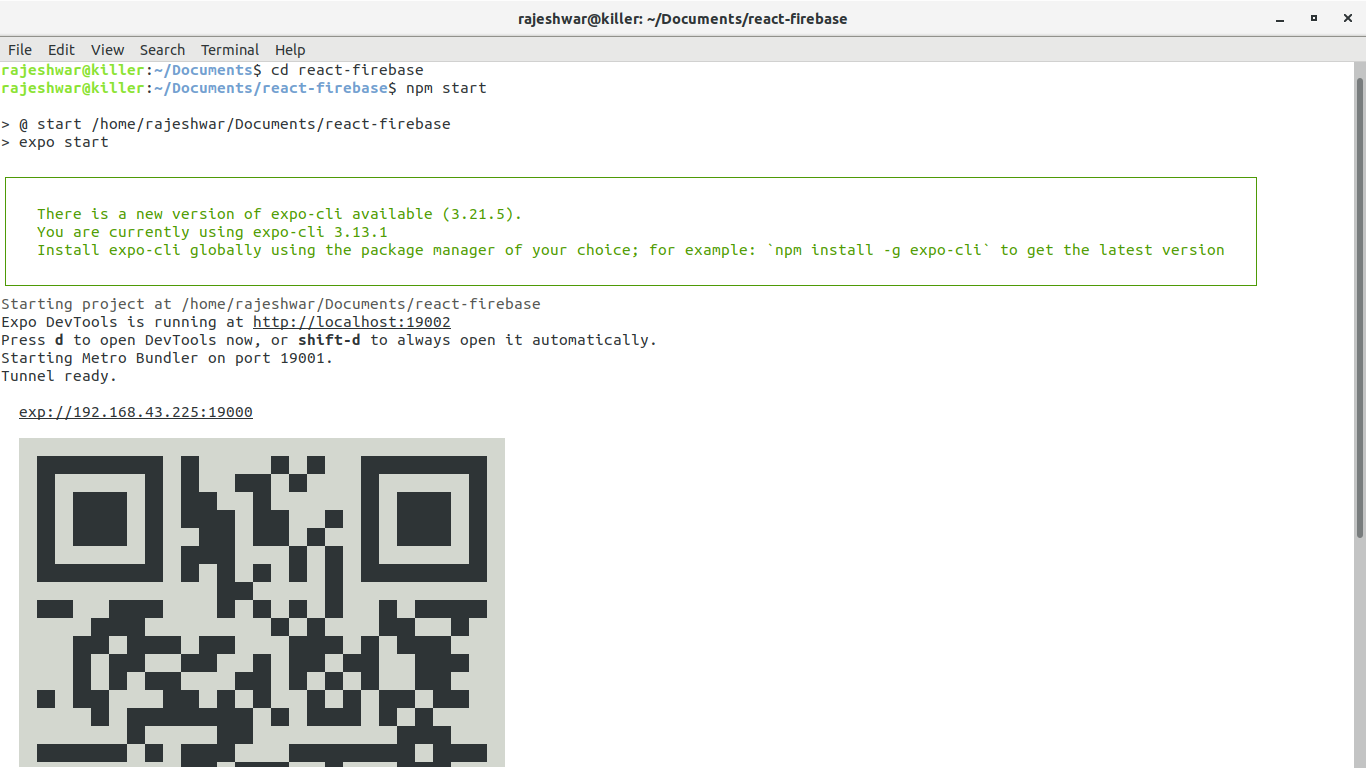 rajeshwar@killer: ~/Documents/react-firebase
File Edit View Search Terminal Help
rajeshwar@killer:~/Documents$ cd react-firebase
rajeshwar@killer:~/Documents/react-firebase$ npm start
> @ start /home/rajeshwar/Documents/react-firebase
> expo start
There is a new version of expo-cli available (3.21.5).
You are currently using expo-cli 3.13.1
Install expo-cli globally using the package manager of your choice; for example: `npm install -g expo-cli` to get the latest version
Starting project at /home/rajeshwar/Documents/react-firebase
Expo DevTools is running at http://localhost:19002
Press d to open DevTools now, or shift-d to always open it automatically.
Starting Metro Bundler on port 19001.
Tunnel ready.
exp://192.168.43.225:19000